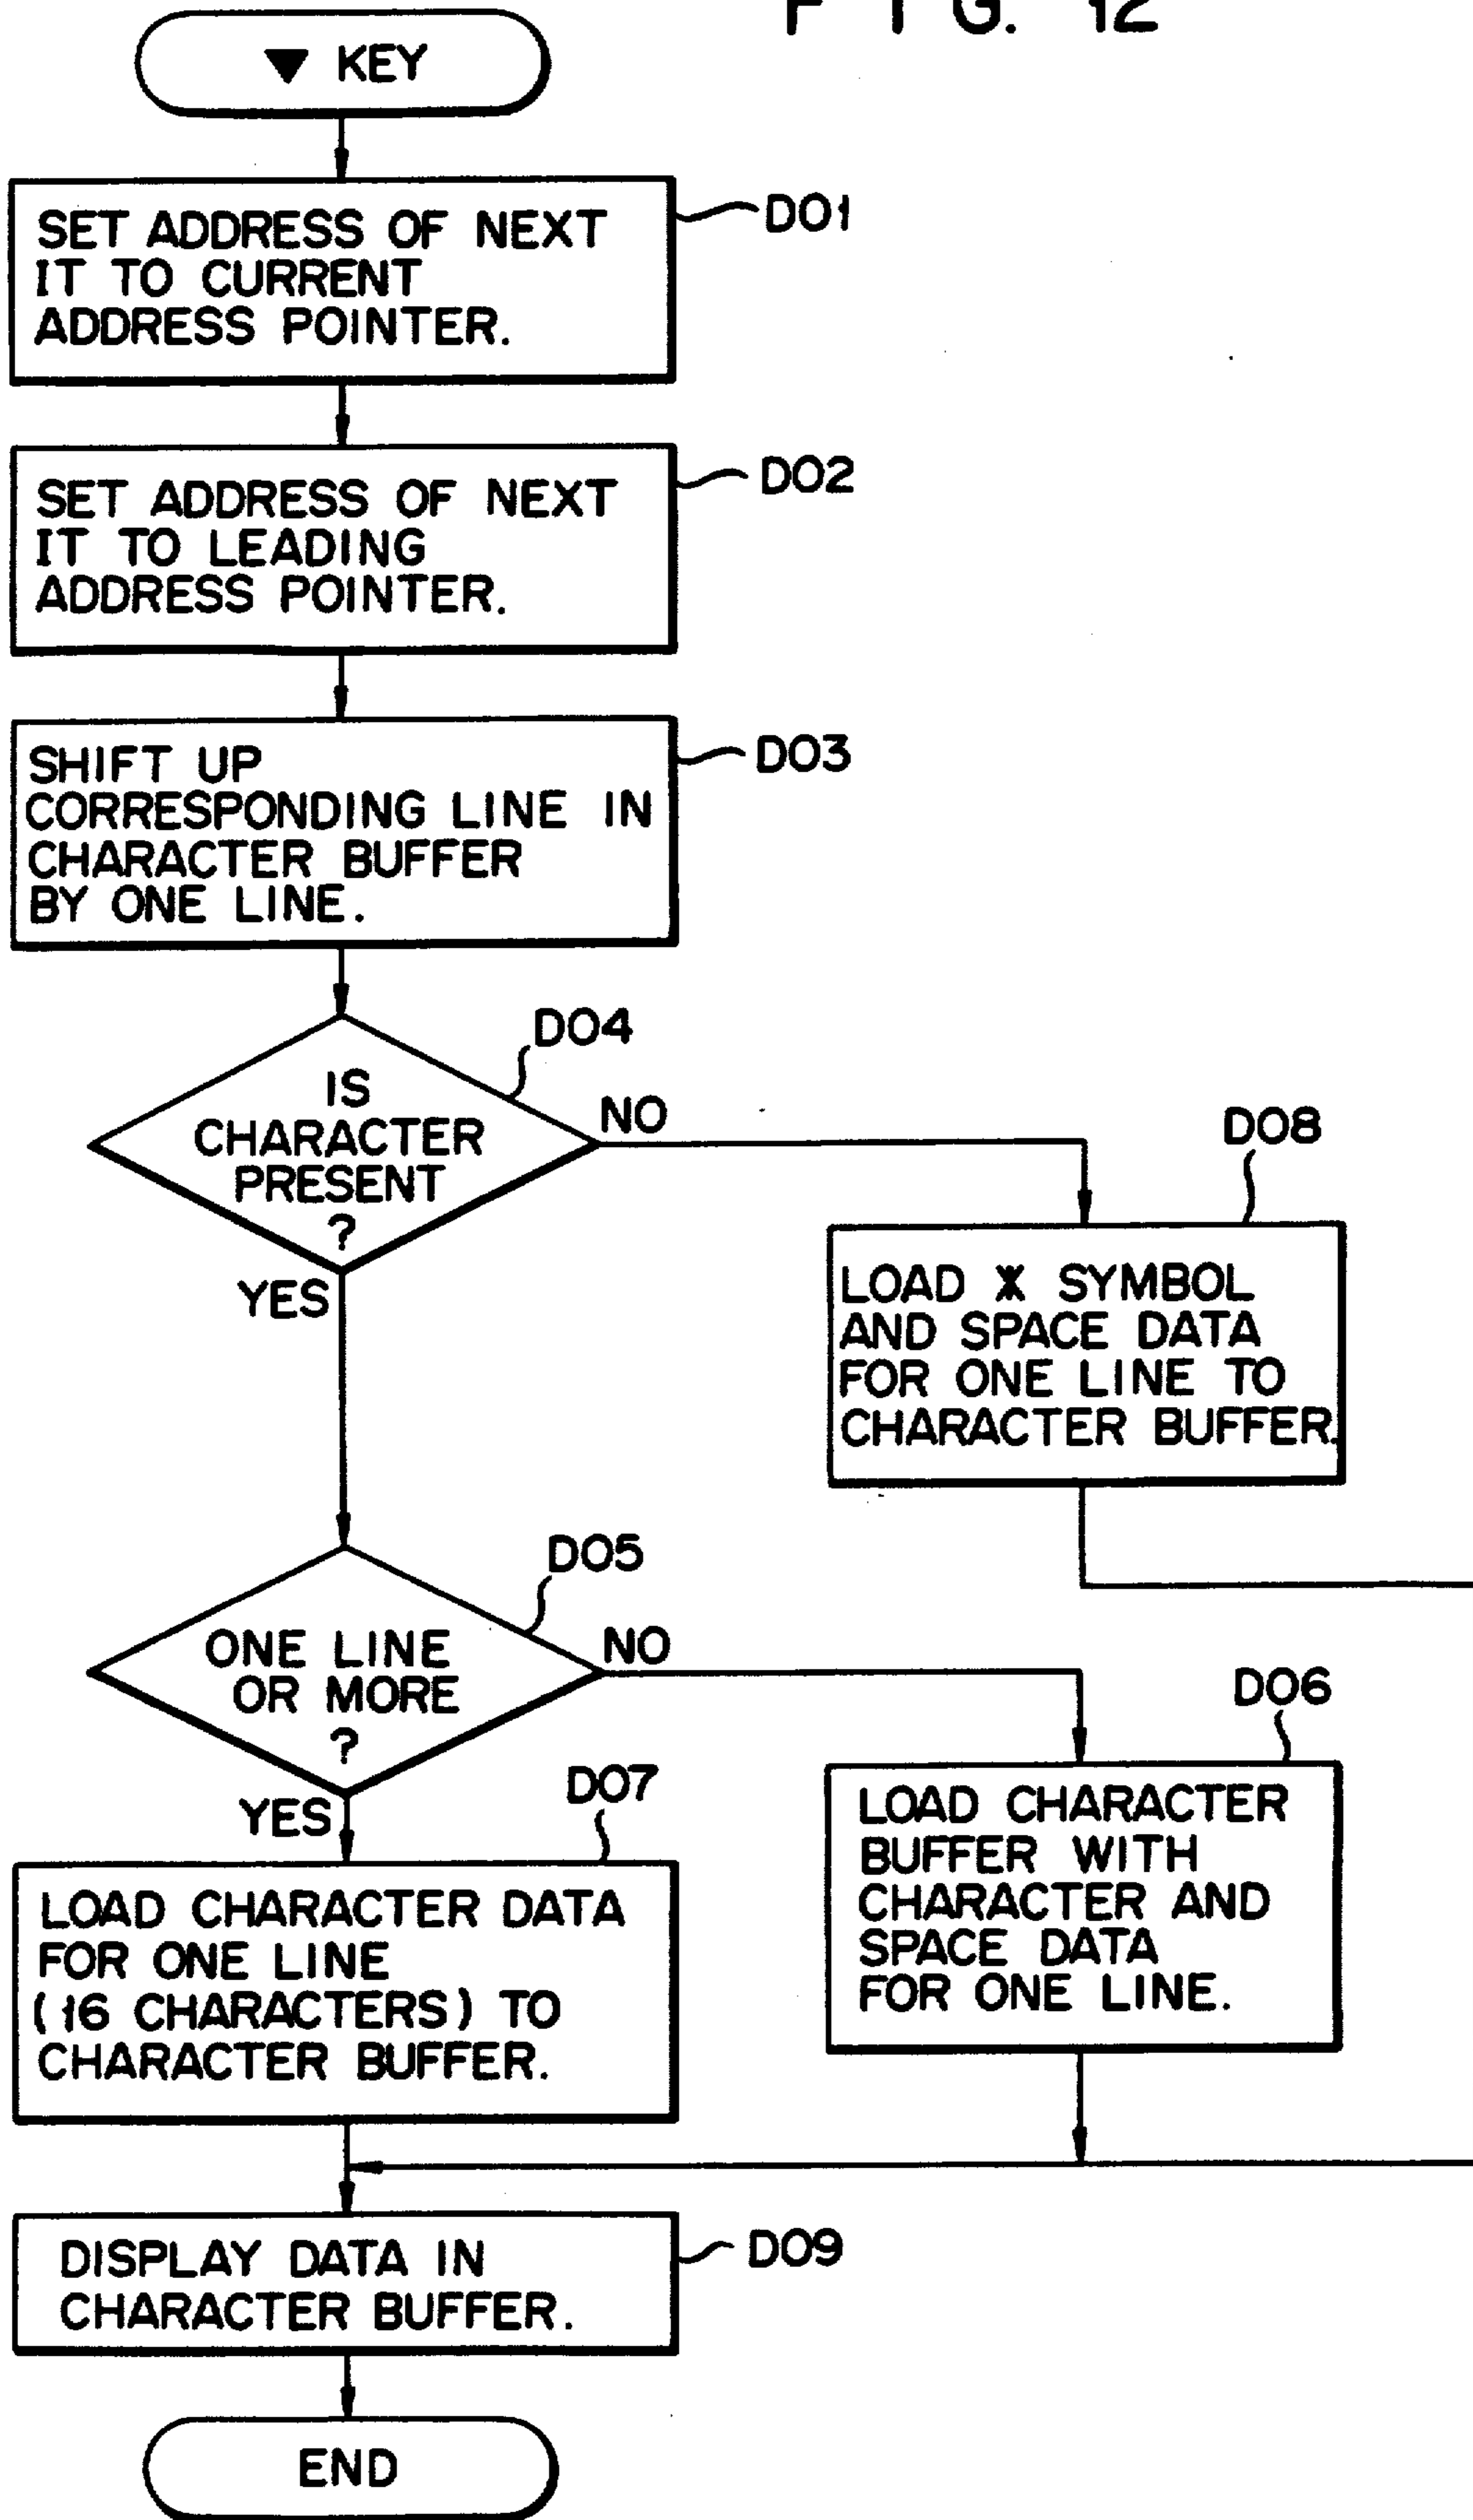 F I G. 12
▼ KEY
SET ADDRESS OF NEXT
IT TO CURRENT
ADDRESS POINTER.
D01
SET ADDRESS OF NEXT
IT TO LEADING
ADDRESS POINTER.
D02
SHIFT UP
CORRESPONDING LINE IN
CHARACTER BUFFER
BY ONE LINE.
D03
D04
IS
CHARACTER
PRESENT
?
NO
YES
D08
LOAD * SYMBOL
AND SPACE DATA
FOR ONE LINE TO
CHARACTER BUFFER.
D05
ONE LINE
OR MORE
?
NO
YES
D06
LOAD CHARACTER
BUFFER WITH
CHARACTER AND
SPACE DATA
FOR ONE LINE.
D07
LOAD CHARACTER DATA
FOR ONE LINE
(16 CHARACTERS) TO
CHARACTER BUFFER.
DISPLAY DATA IN
CHARACTER BUFFER.
D09
END